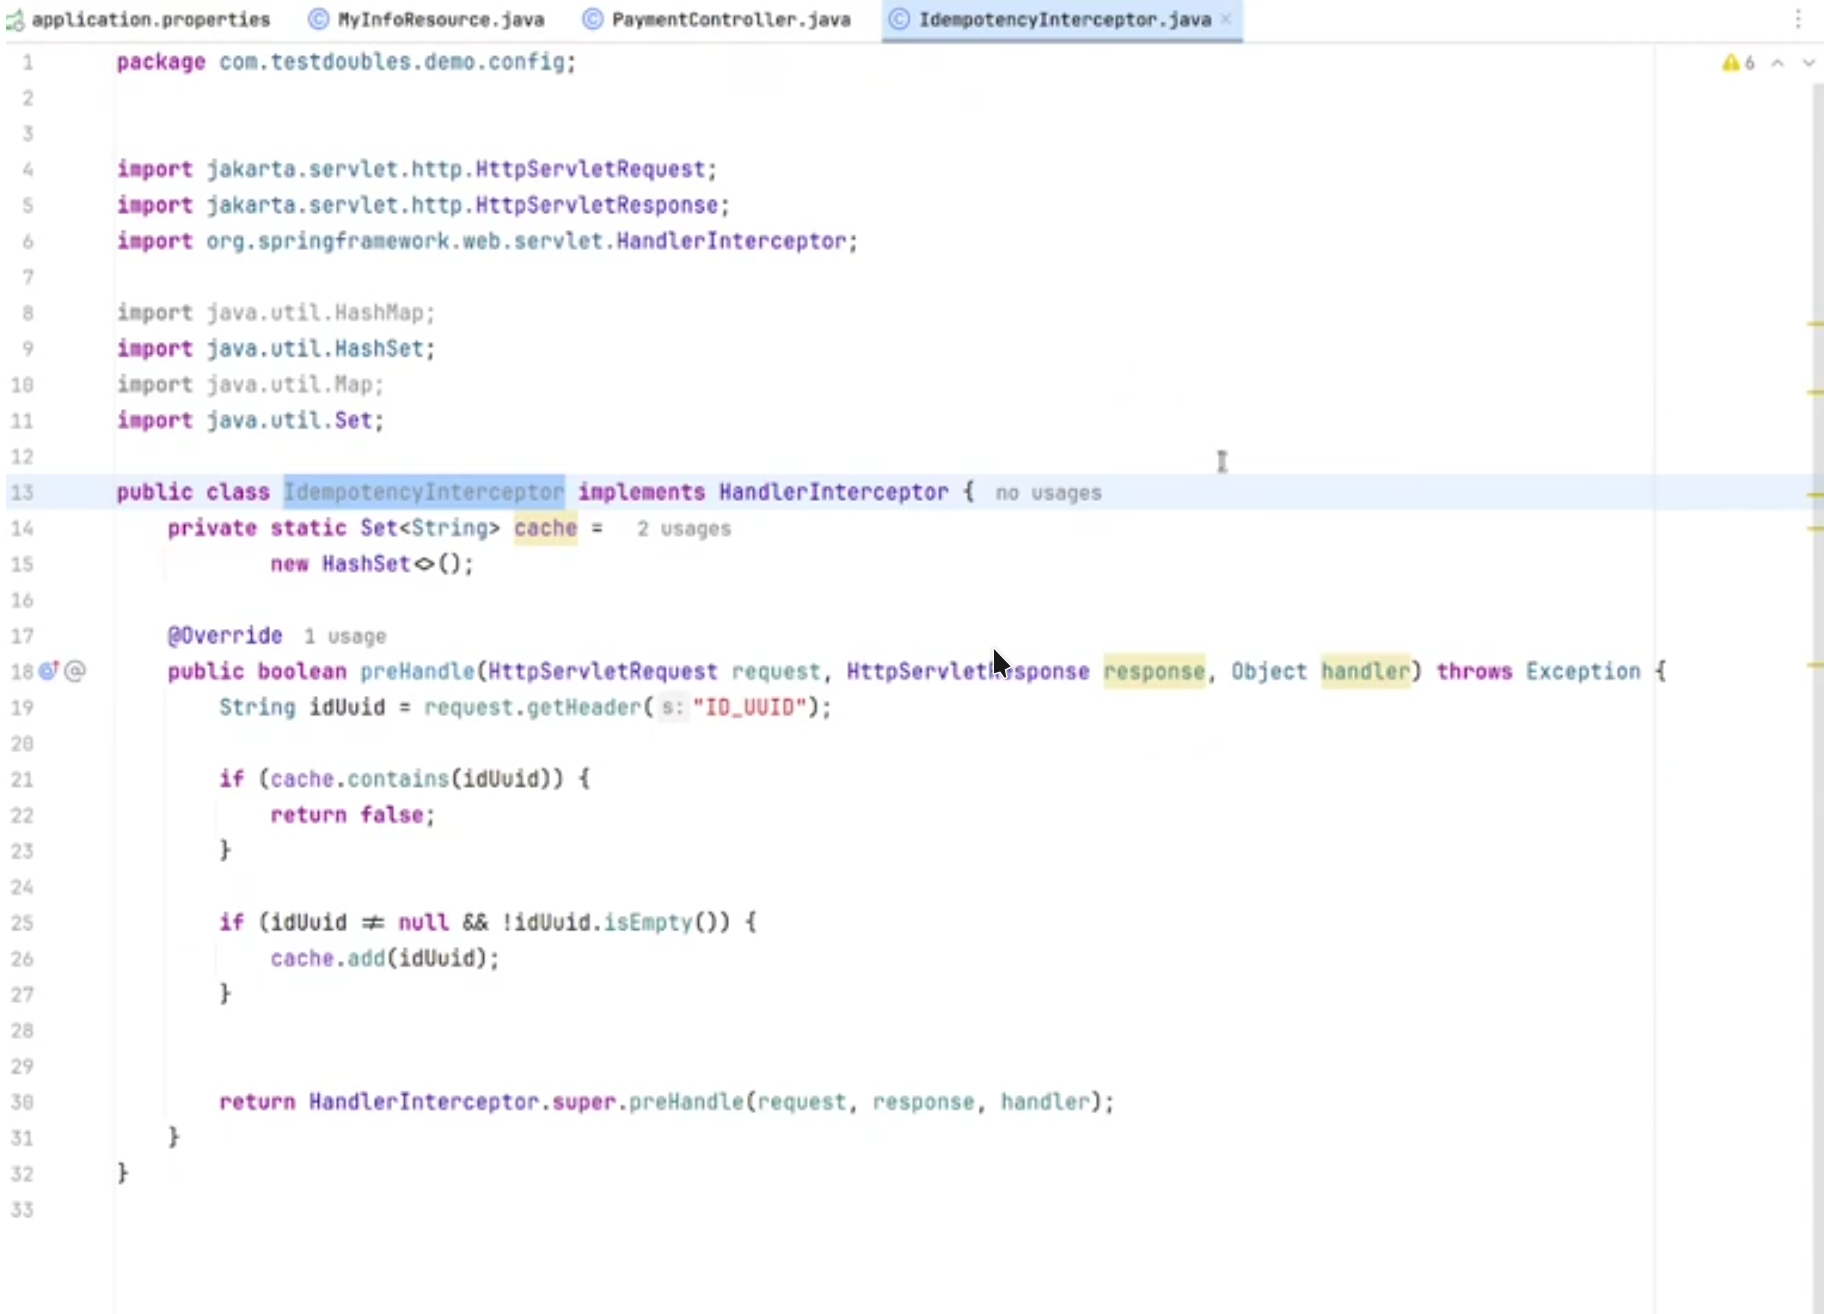 application.properties MyInfoResource.java PaymentController.java IdempotencyInterceptor.java
1 package com.testdoubles.demo.config; 6
2
3
4 import jakarta.servlet.http.HttpServletRequest;
5 import jakarta.servlet.http.HttpServletResponse;
6 import org.springframework.web.servlet.HandlerInterceptor;
7
8 import java.util.HashMap;
9 import java.util.HashSet;
10 import java.util.Map;
11 import java.util.Set;
12
13 public class IdempotencyInterceptor implements HandlerInterceptor { no usages
14 private static Set<String> cache = 2 usages
15 new HashSet<>();
16
17 @Override 1 usage
18 public boolean preHandle(HttpServletRequest request, HttpServletResponse response, Object handler) throws Exception {
19 String idUuid = request.getHeader( s: "ID_UUID");
20
21 if (cache.contains(idUuid)) {
22 return false;
23 }
24
25 if (idUuid ≠ null && !idUuid.isEmpty()) {
26 cache.add(idUuid);
27 }
28
29
30 return HandlerInterceptor.super.preHandle(request, response, handler);
31 }
32 }
33